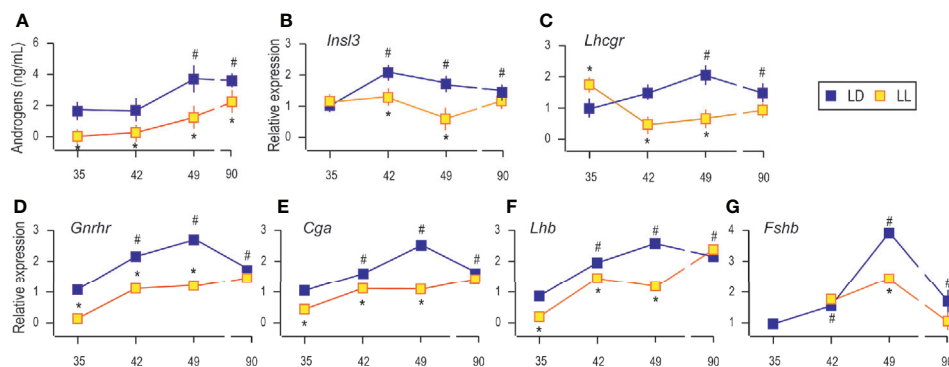 A
Androgens (ng/mL)
6
4
2
0
# #
* * * *
35 42 49 90
B
Insl3
Relative expression
3
2
1
0
# # #
* *
35 42 49 90
C
Lhcgr
2
1
0
* # #
* *
35 42 49 90
LD LL
D
Gnrhr
Relative expression
3
2
1
0
# # #
* * *
35 42 49 90
E
Cga
3
2
1
0
# # #
* * *
35 42 49 90
F
Lhb
3
2
1
0
# # #
* * *
35 42 49 90
G
Fshb
4
3
2
1
# # #
*
35 42 49 90